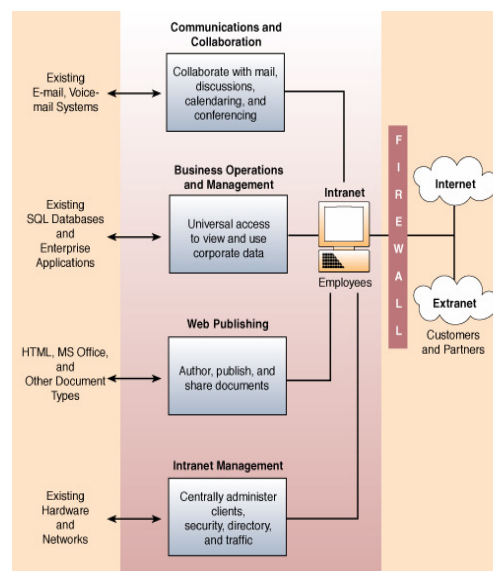 Communications and
Collaboration
Existing
E-mail, Voice-
mail Systems
Collaborate with mail,
discussions,
calendaring, and
conferencing
Business Operations
and Management
Existing
SQL Databases
and
Enterprise
Applications
Universal access
to view and use
corporate data
Intranet
Employees
FIREWALL
Internet
Extranet
Customers
and Partners
Web Publishing
HTML, MS Office,
and
Other Document
Types
Author, publish, and
share documents
Intranet Management
Existing
Hardware
and
Networks
Centrally administer
clients,
security, directory,
and traffic